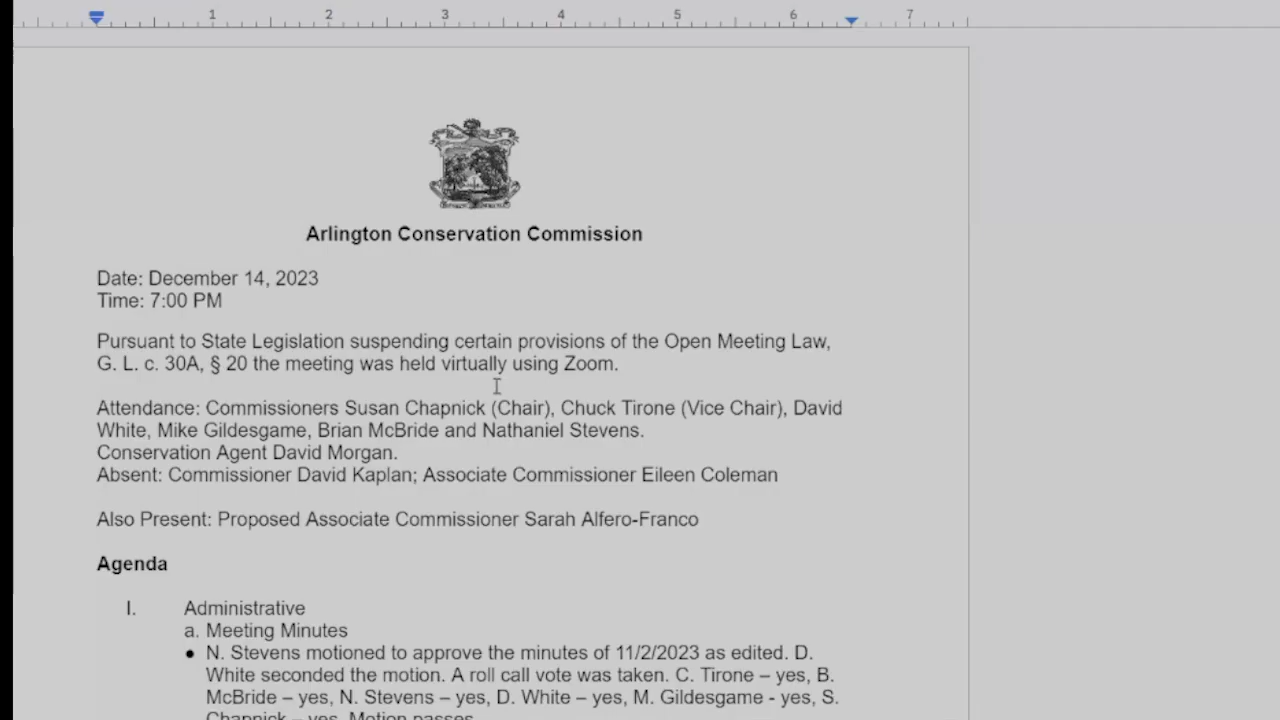 1 2 3 4 5 6 7
Arlington Conservation Commission
Date: December 14, 2023
Time: 7:00 PM
Pursuant to State Legislation suspending certain provisions of the Open Meeting Law,
G. L. c. 30A, § 20 the meeting was held virtually using Zoom.
Attendance: Commissioners Susan Chapnick (Chair), Chuck Tirone (Vice Chair), David
White, Mike Gildesgame, Brian McBride and Nathaniel Stevens.
Conservation Agent David Morgan.
Absent: Commissioner David Kaplan; Associate Commissioner Eileen Coleman
Also Present: Proposed Associate Commissioner Sarah Alfero-Franco
Agenda
I. Administrative
a. Meeting Minutes
● N. Stevens motioned to approve the minutes of 11/2/2023 as edited. D.
White seconded the motion. A roll call vote was taken. C. Tirone – yes, B.
McBride – yes, N. Stevens – yes, D. White – yes, M. Gildesgame - yes, S.
Chapnick – yes. Motion passes.